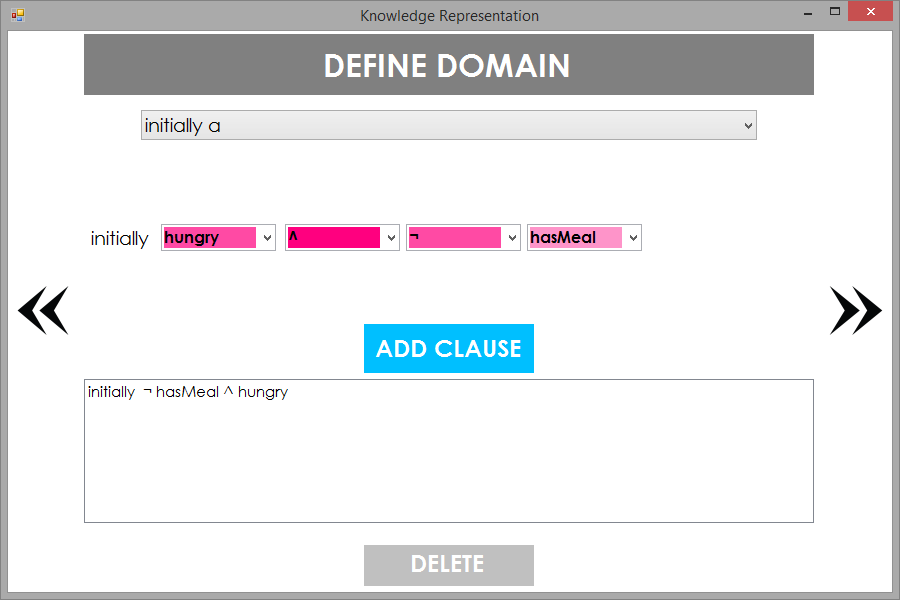 Knowledge Representation
DEFINE DOMAIN
initially a
initially hungry ^ ¬ hasMeal
ADD CLAUSE
initially ¬ hasMeal ^ hungry
DELETE